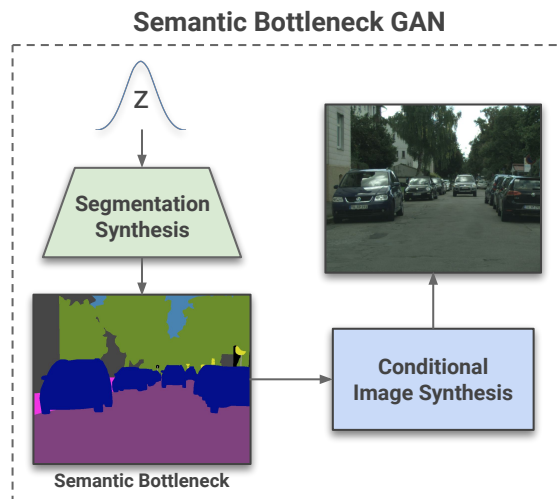 Semantic Bottleneck GAN
z
Segmentation
Synthesis
Semantic Bottleneck
Conditional
Image Synthesis